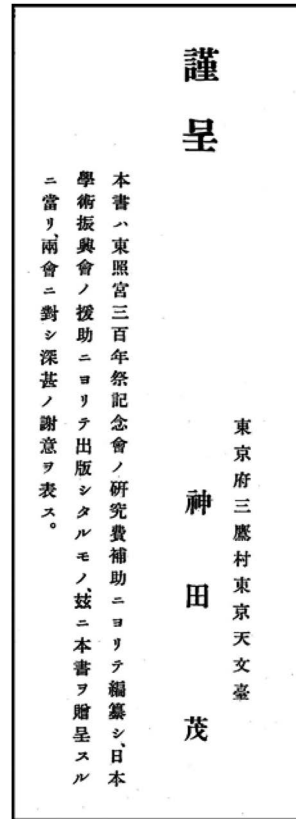 謹呈
東京府三鷹村東京天文臺
神田茂
本書ハ東照宮三百年祭記念會ノ研究費補助ニヨリテ編纂シ、日本
學術振興會ノ援助ニヨリテ出版シタルモノ、玆ニ本書ヲ贈呈スル
ニ當リ、兩會ニ對シ深甚ノ謝意ヲ表ス。